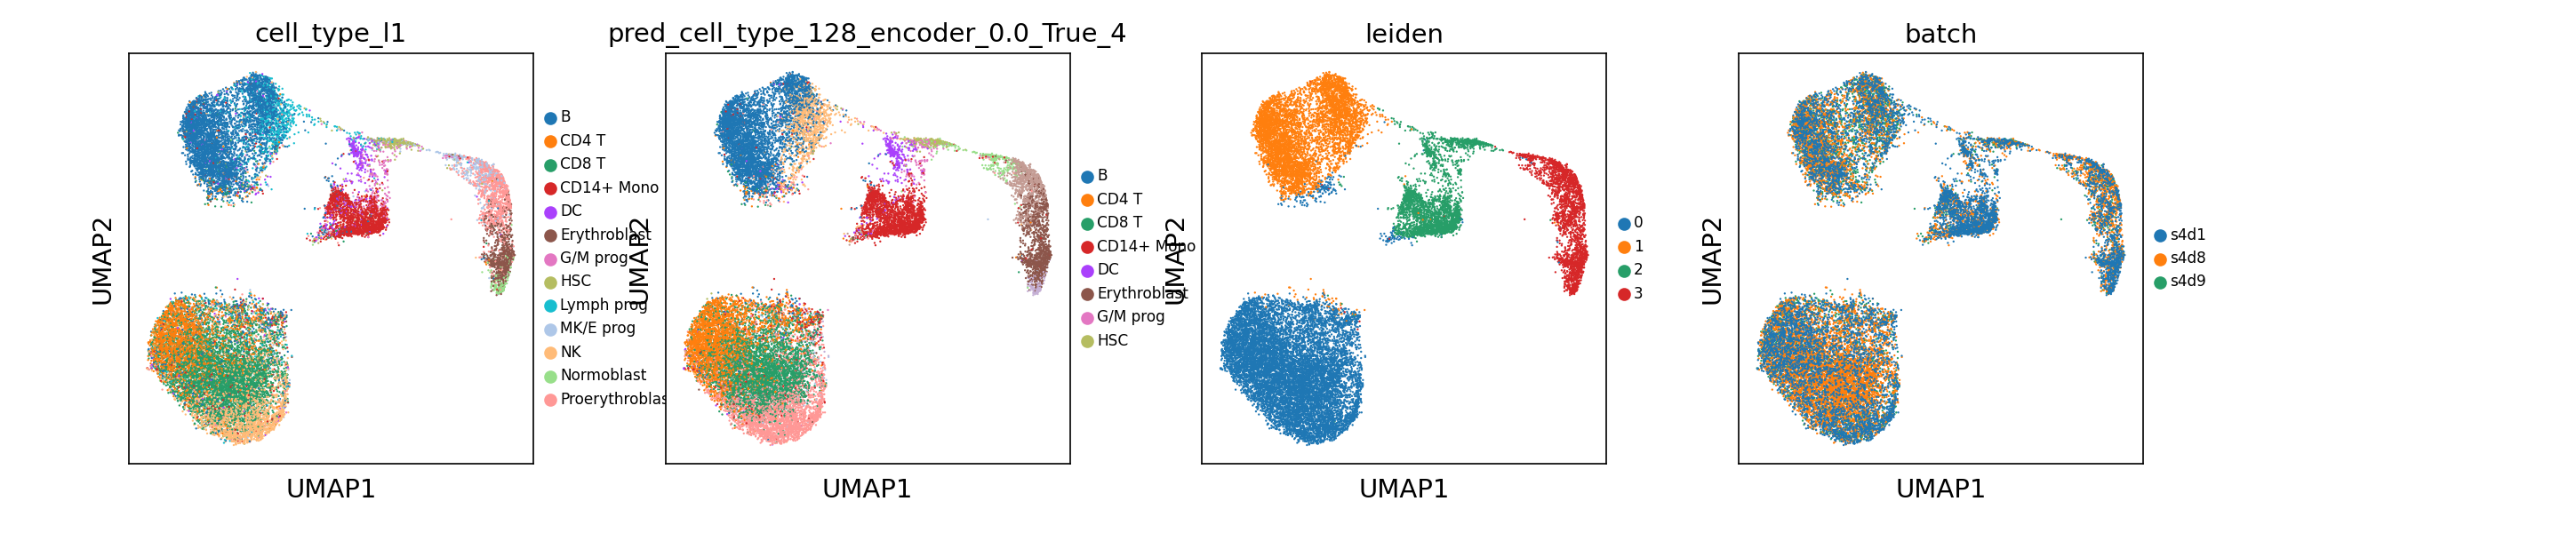 cell_type_l1
UMAP2
UMAP1
B
CD4 T
CD8 T
CD14+ Mono
DC
Erythroblast
G/M prog
HSC
Lymph prog
MK/E prog
NK
Normoblast
Proerythroblas
pred_cell_type_128_encoder_0.0_True_4
UMAP2
UMAP1
B
CD4 T
CD8 T
CD14+ Mono
DC
Erythroblast
G/M prog
HSC
leiden
UMAP2
UMAP1
0
1
2
3
batch
UMAP2
UMAP1
s4d1
s4d8
s4d9